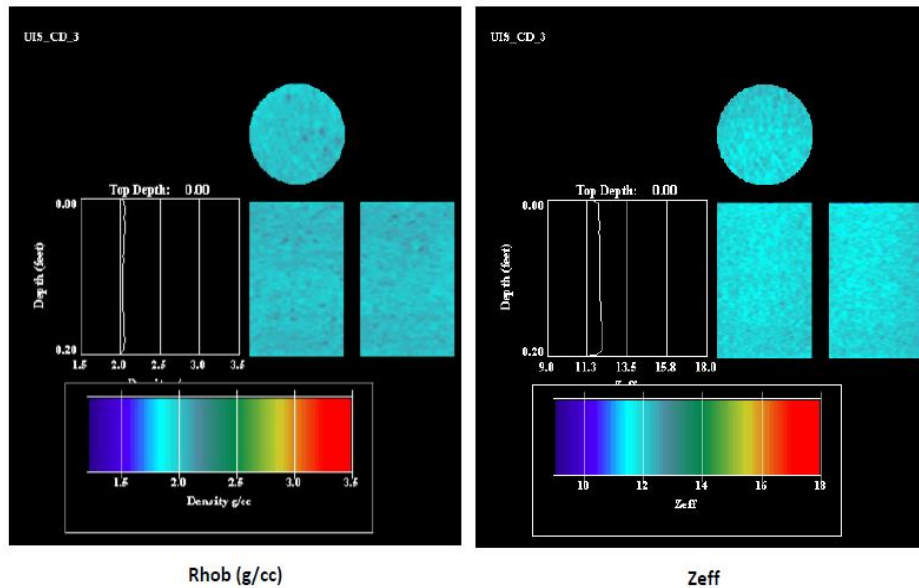 UIS_CD_3
Top Depth: 0.00
0.00
Depth (feet)
0.20
1.5 2.0 2.5 3.0 3.5
1.5 2.0 2.5 3.0 3.5
Density g/cc
Rhob (g/cc)
UIS_CD_3
Top Depth: 0.00
0.00
Depth (feet)
0.20
9.0 11.3 13.5 15.8 18.0
10 12 14 16 18
Zeff
Zeff